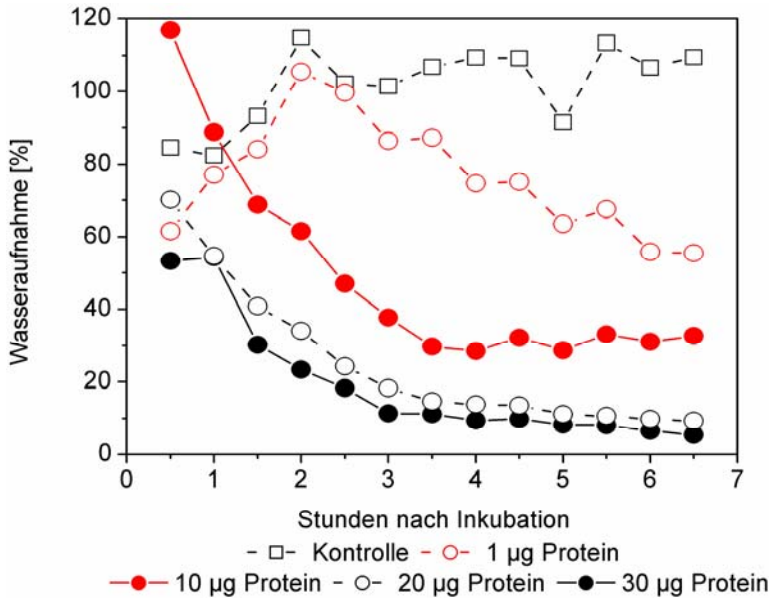 120
100
80
60
40
20
0
Wasseraufnahme [%]
0 1 2 3 4 5 6 7
Stunden nach Inkubation
Kontrolle 1 µg Protein
10 µg Protein 20 µg Protein 30 µg Protein